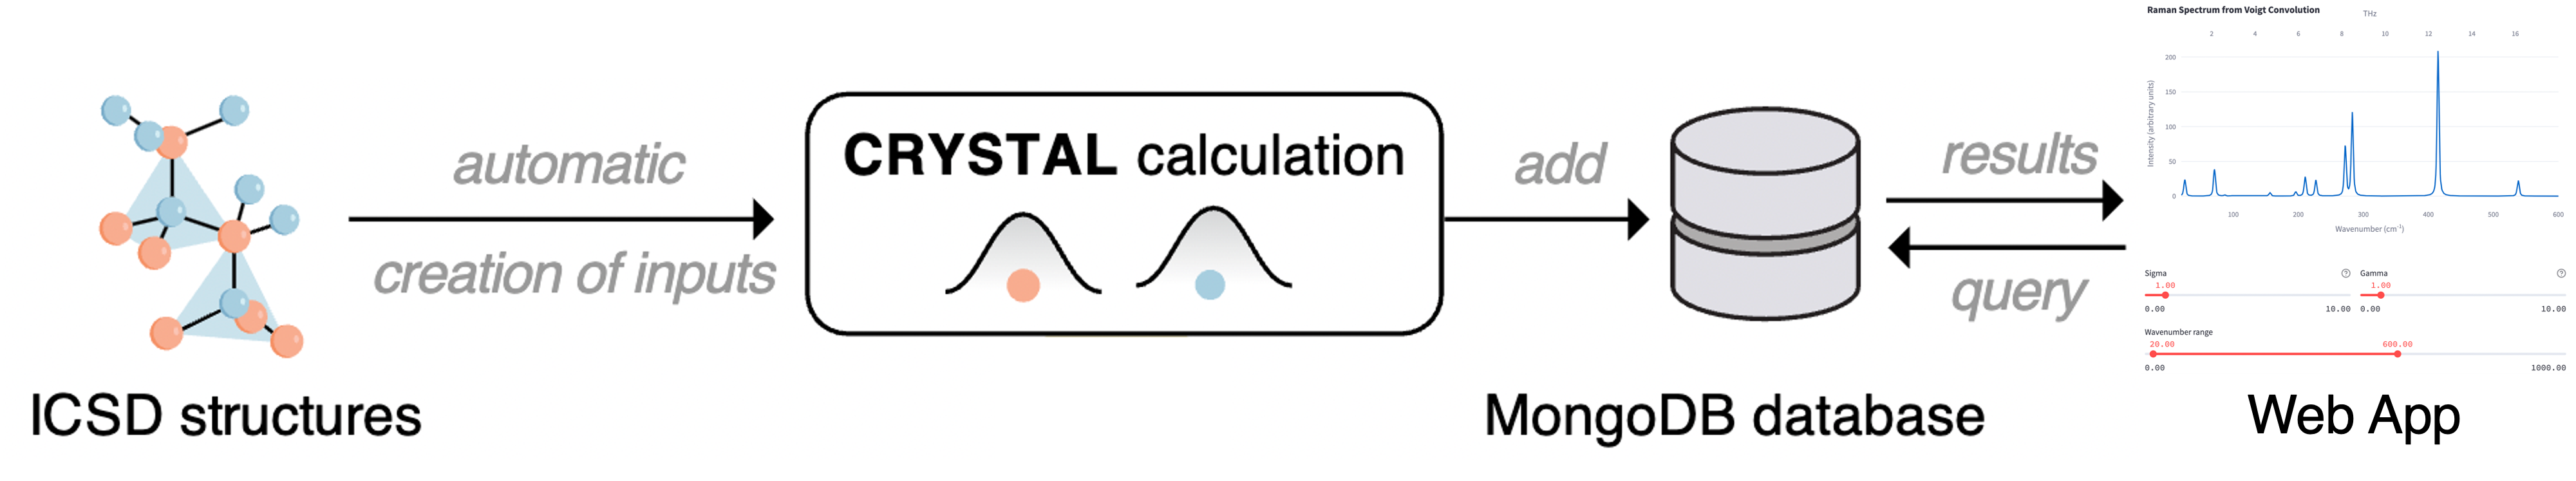 automatic
creation of inputs
ICSD structures
CRYSTAL calculation
add
MongoDB database
results
query
Raman Spectrum from Voigt Convolution
THz
2 4 6 8 10 12 14 16
Intensity (arbitrary units)
200
150
100
50
0
100 200 300 400 500 600
Wavenumber (cm⁻¹)
Sigma ?
1.00
0.00 10.00
Gamma ?
1.00
0.00 10.00
Wavenumber range
20.00 600.00
0.00 1000.00
Web App